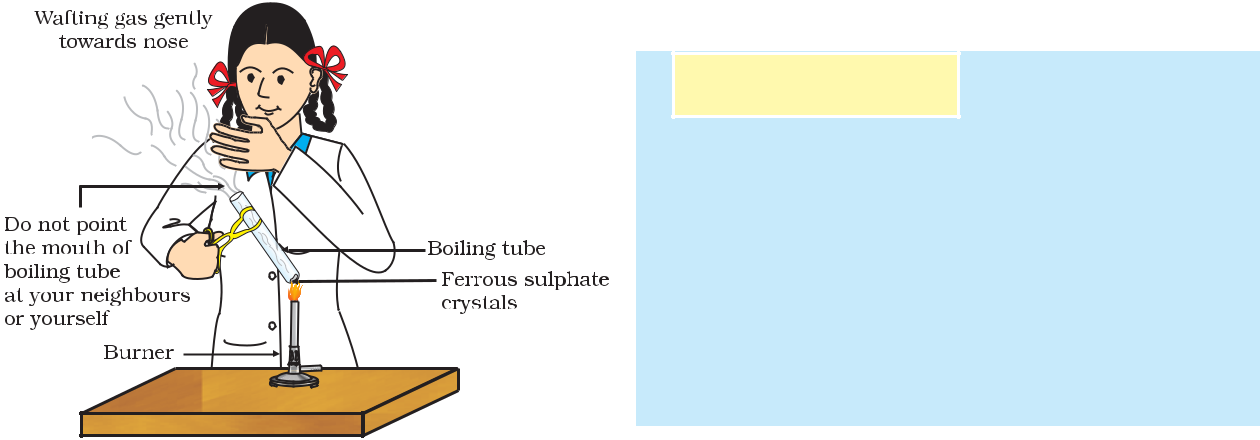 Wafting gas gently
towards nose
Do not point
the mouth of
boiling tube
at your neighbours
or yourself
Boiling tube
Ferrous sulphate
crystals
Burner